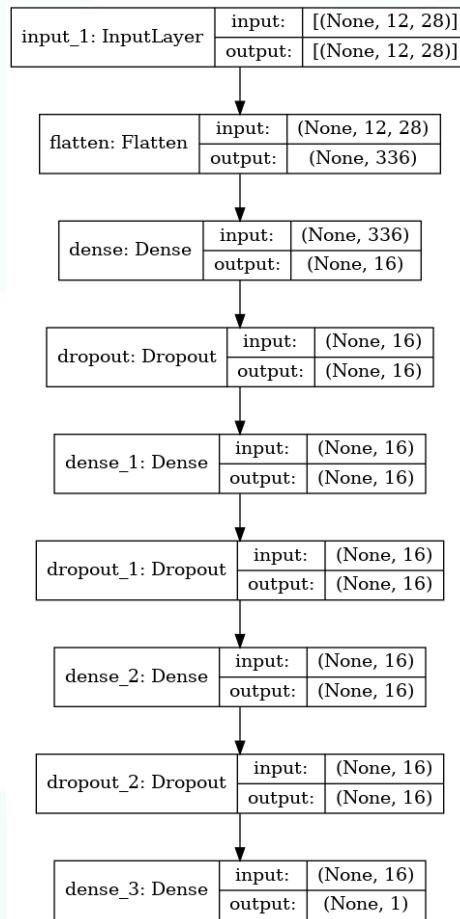 input_1: InputLayer
input: [(None, 12, 28)]
output: [(None, 12, 28)]
flatten: Flatten
input: (None, 12, 28)
output: (None, 336)
dense: Dense
input: (None, 336)
output: (None, 16)
dropout: Dropout
input: (None, 16)
output: (None, 16)
dense_1: Dense
input: (None, 16)
output: (None, 16)
dropout_1: Dropout
input: (None, 16)
output: (None, 16)
dense_2: Dense
input: (None, 16)
output: (None, 16)
dropout_2: Dropout
input: (None, 16)
output: (None, 16)
dense_3: Dense
input: (None, 16)
output: (None, 1)